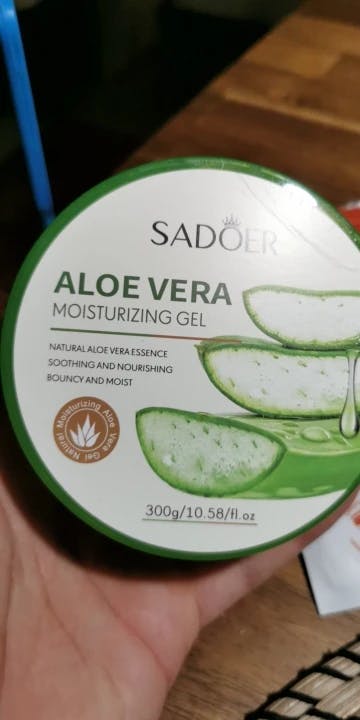 SADOER
ALOE VERA
MOISTURIZING GEL
NATURAL ALOE VERA ESSENCE
SOOTHING AND NOURISHING
BOUNCY AND MOIST
Natural Moisturizing Aloe Vera Gel
300g/10.58/fl.oz